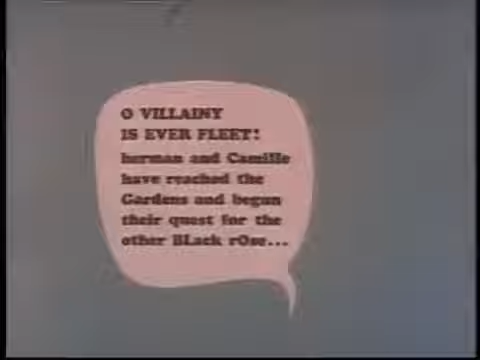 O VILLAINY
IS EVER FLEET!
herman and Camille
have reached the
Gardens and begun
their quest for the
other BLack rOse...